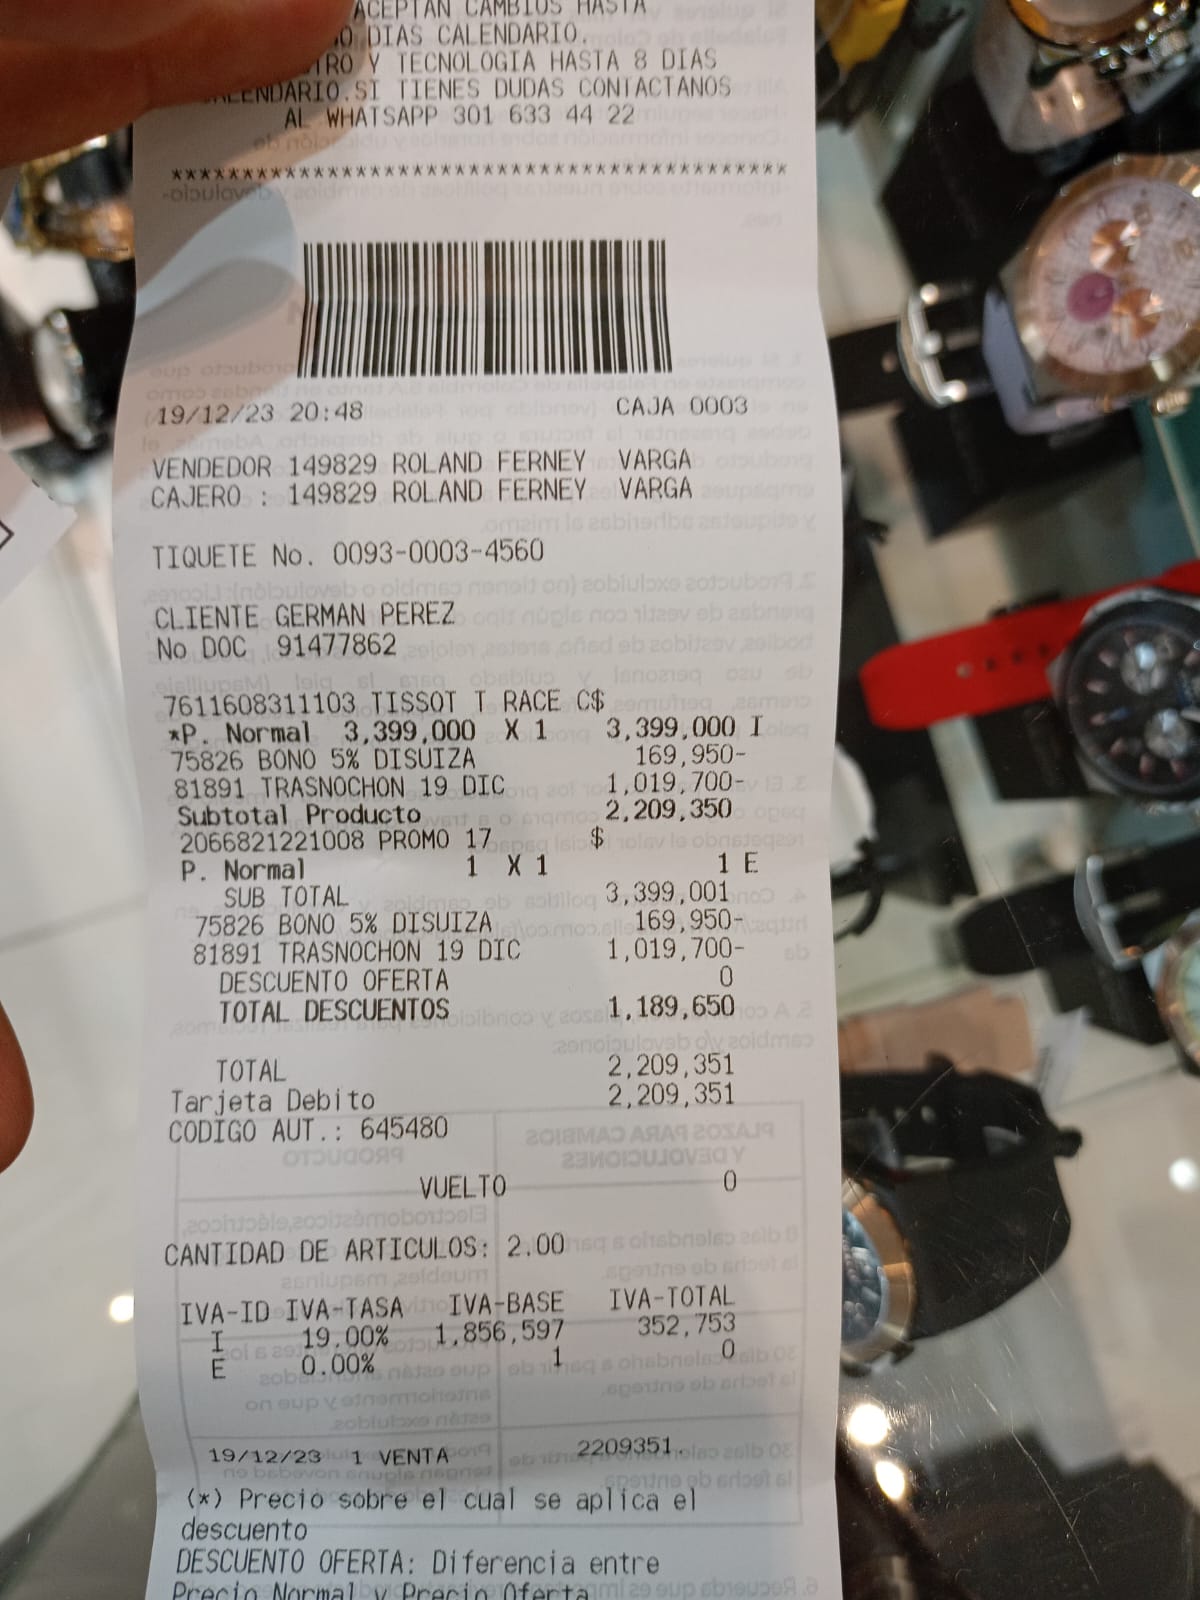 ACEPTAN CAMBIOS HASTA
DIAS CALENDARIO.
Y TECNOLOGIA HASTA 8 DIAS
CALENDARIO.SI TIENES DUDAS CONTACTANOS
AL WHATSAPP 301 633 44 22
*****************************************
19/12/23 20:48 CAJA 0003
VENDEDOR 149829 ROLAND FERNEY VARGA
CAJERO : 149829 ROLAND FERNEY VARGA
TIQUETE No. 0093-0003-4560
CLIENTE GERMAN PEREZ
No DOC 91477862
7611608311103 TISSOT T RACE C$
*P. Normal 3,399,000 X 1 3,399,000 I
75826 BONO 5% DISUIZA 169,950-
81891 TRASNOCHON 19 DIC 1,019,700-
Subtotal Producto 2,209,350
2066821221008 PROMO 17 $
P. Normal 1 X 1 1 E
SUB TOTAL 3,399,001
75826 BONO 5% DISUIZA 169,950-
81891 TRASNOCHON 19 DIC 1,019,700-
DESCUENTO OFERTA 0
TOTAL DESCUENTOS 1,189,650
TOTAL 2,209,351
Tarjeta Debito 2,209,351
CODIGO AUT.: 645480
VUELTO 0
CANTIDAD DE ARTICULOS: 2.00
IVA-ID IVA-TASA IVA-BASE IVA-TOTAL
I 19.00% 1,856,597 352,753
E 0.00% 1 0
19/12/23 1 VENTA 2209351.
(*) Precio sobre el cual se aplica el
descuento
DESCUENTO OFERTA: Diferencia entre
Precio Normal y Precio Oferta